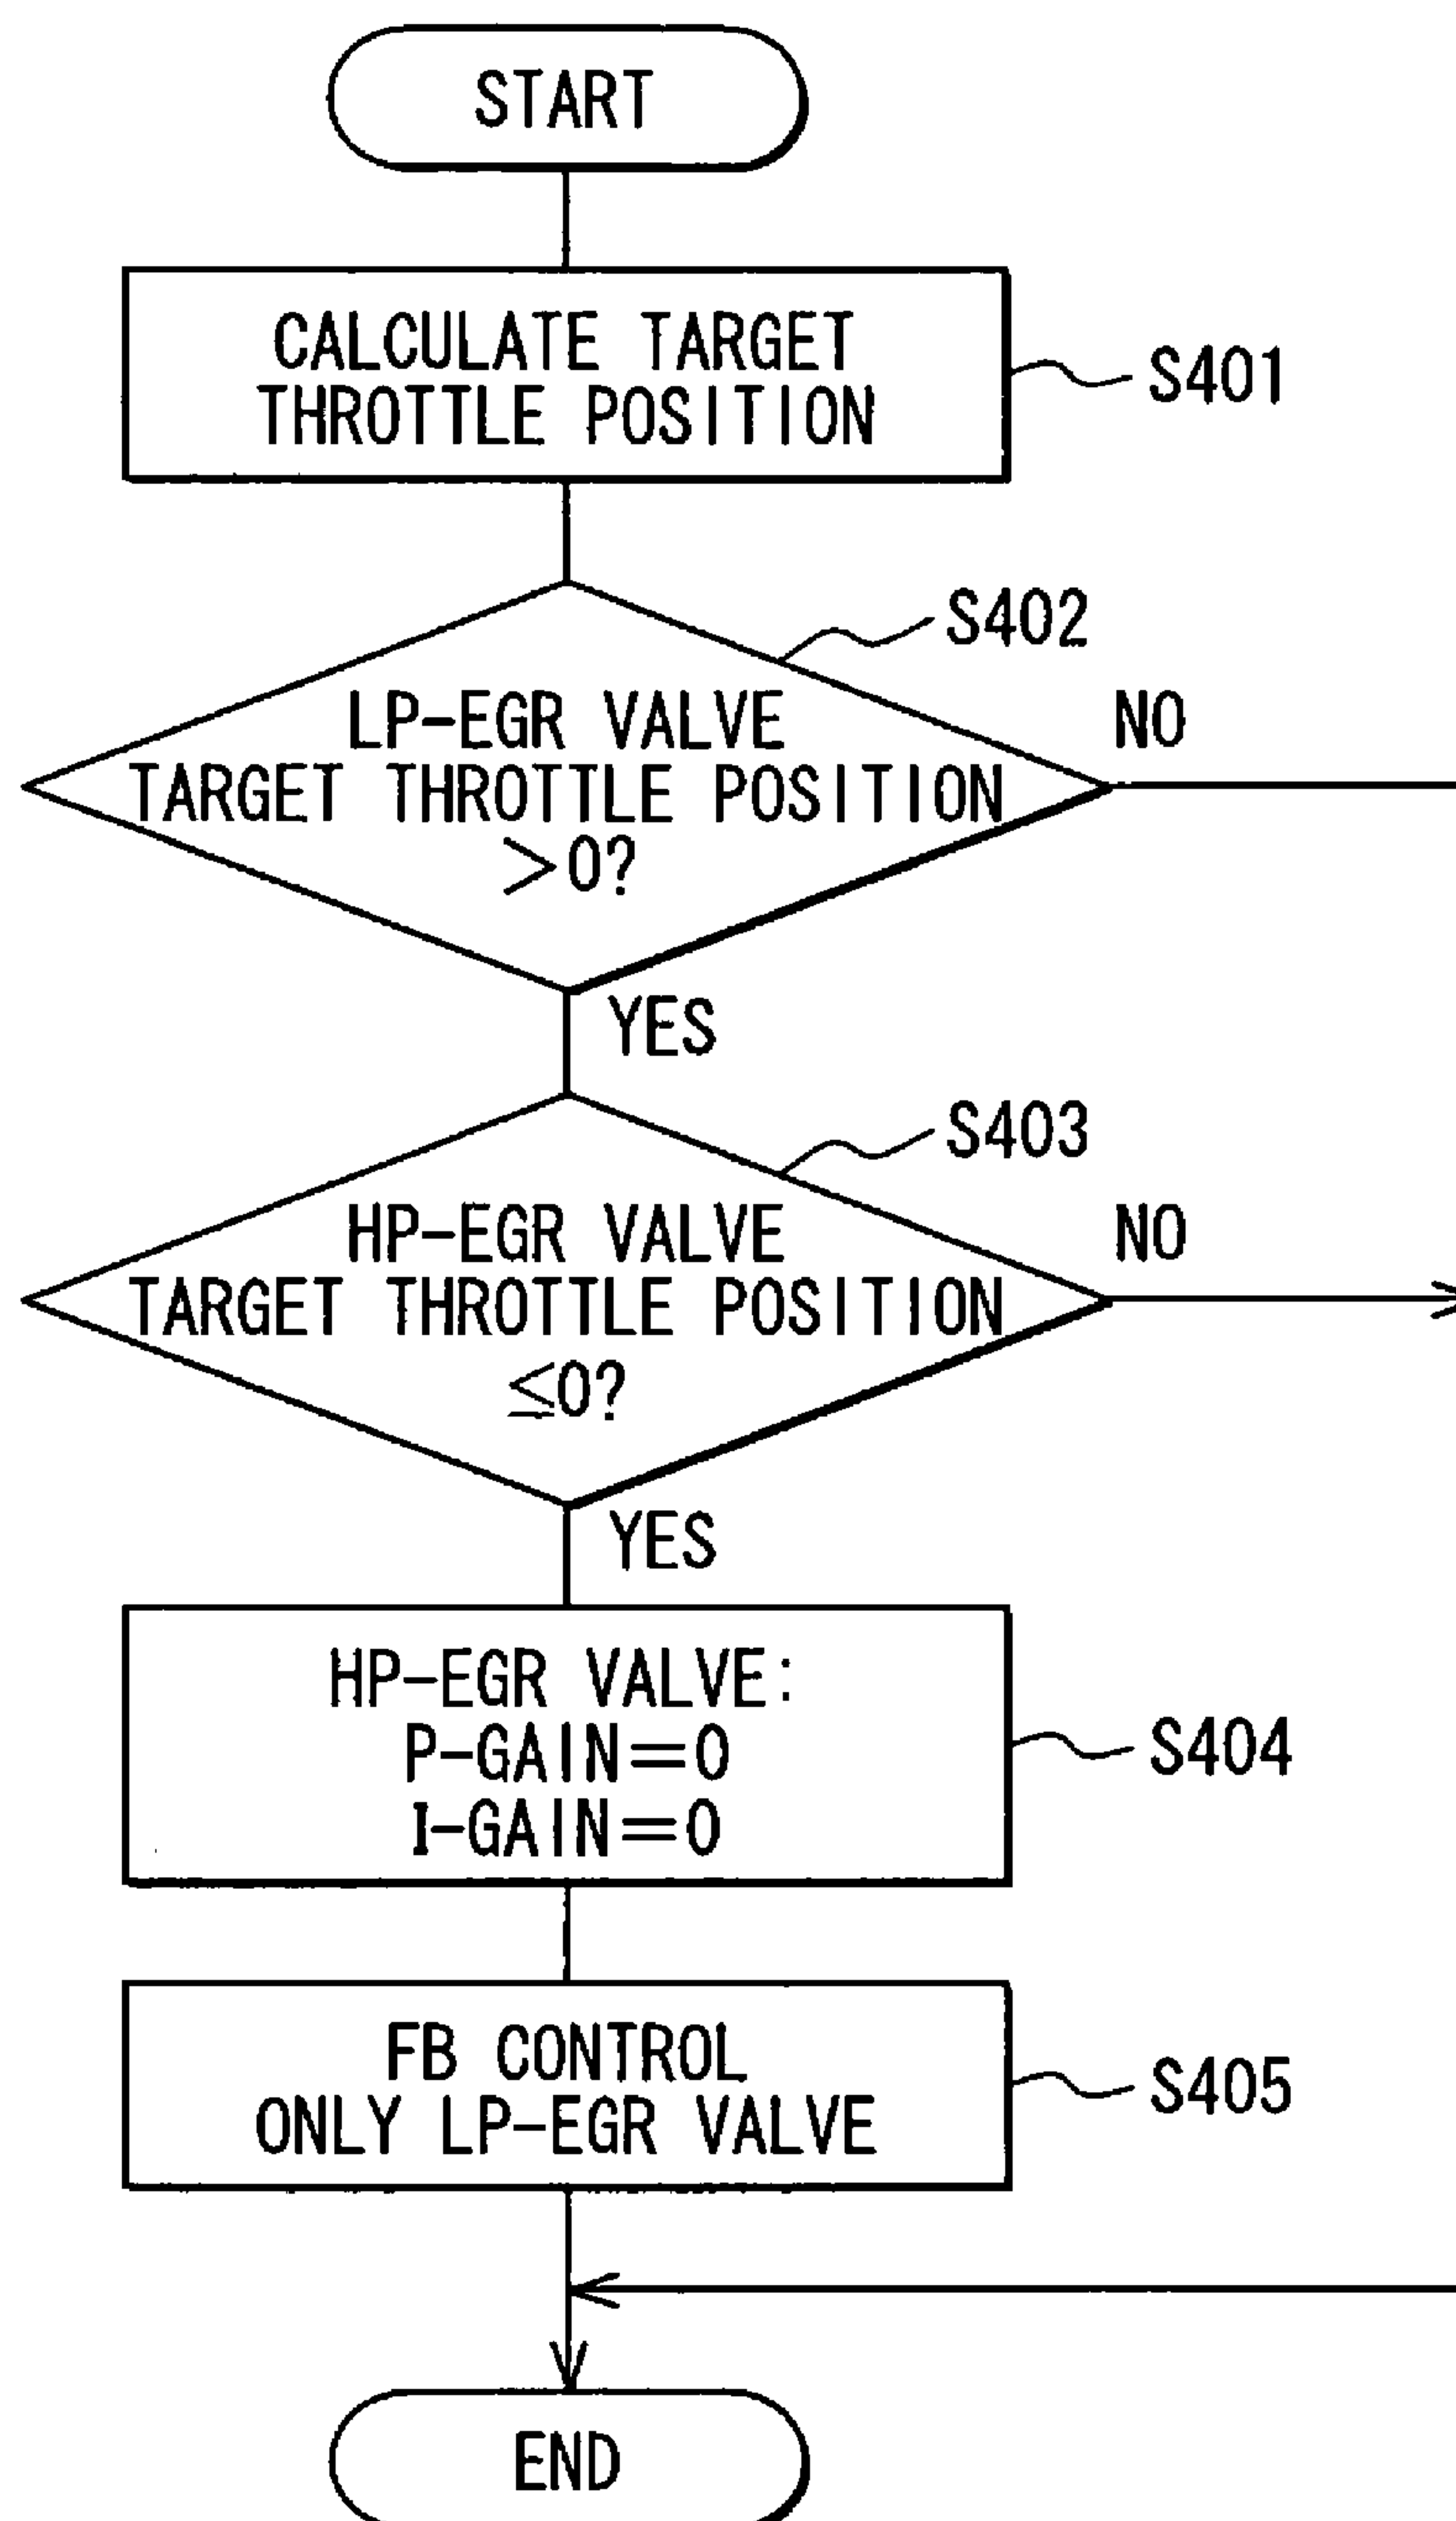 START
CALCULATE TARGET
THROTTLE POSITION
S401
S402
LP-EGR VALVE
TARGET THROTTLE POSITION
>0?
NO
YES
S403
HP-EGR VALVE
TARGET THROTTLE POSITION
≦0?
NO
YES
HP-EGR VALVE:
P-GAIN=0
I-GAIN=0
S404
FB CONTROL
ONLY LP-EGR VALVE
S405
END